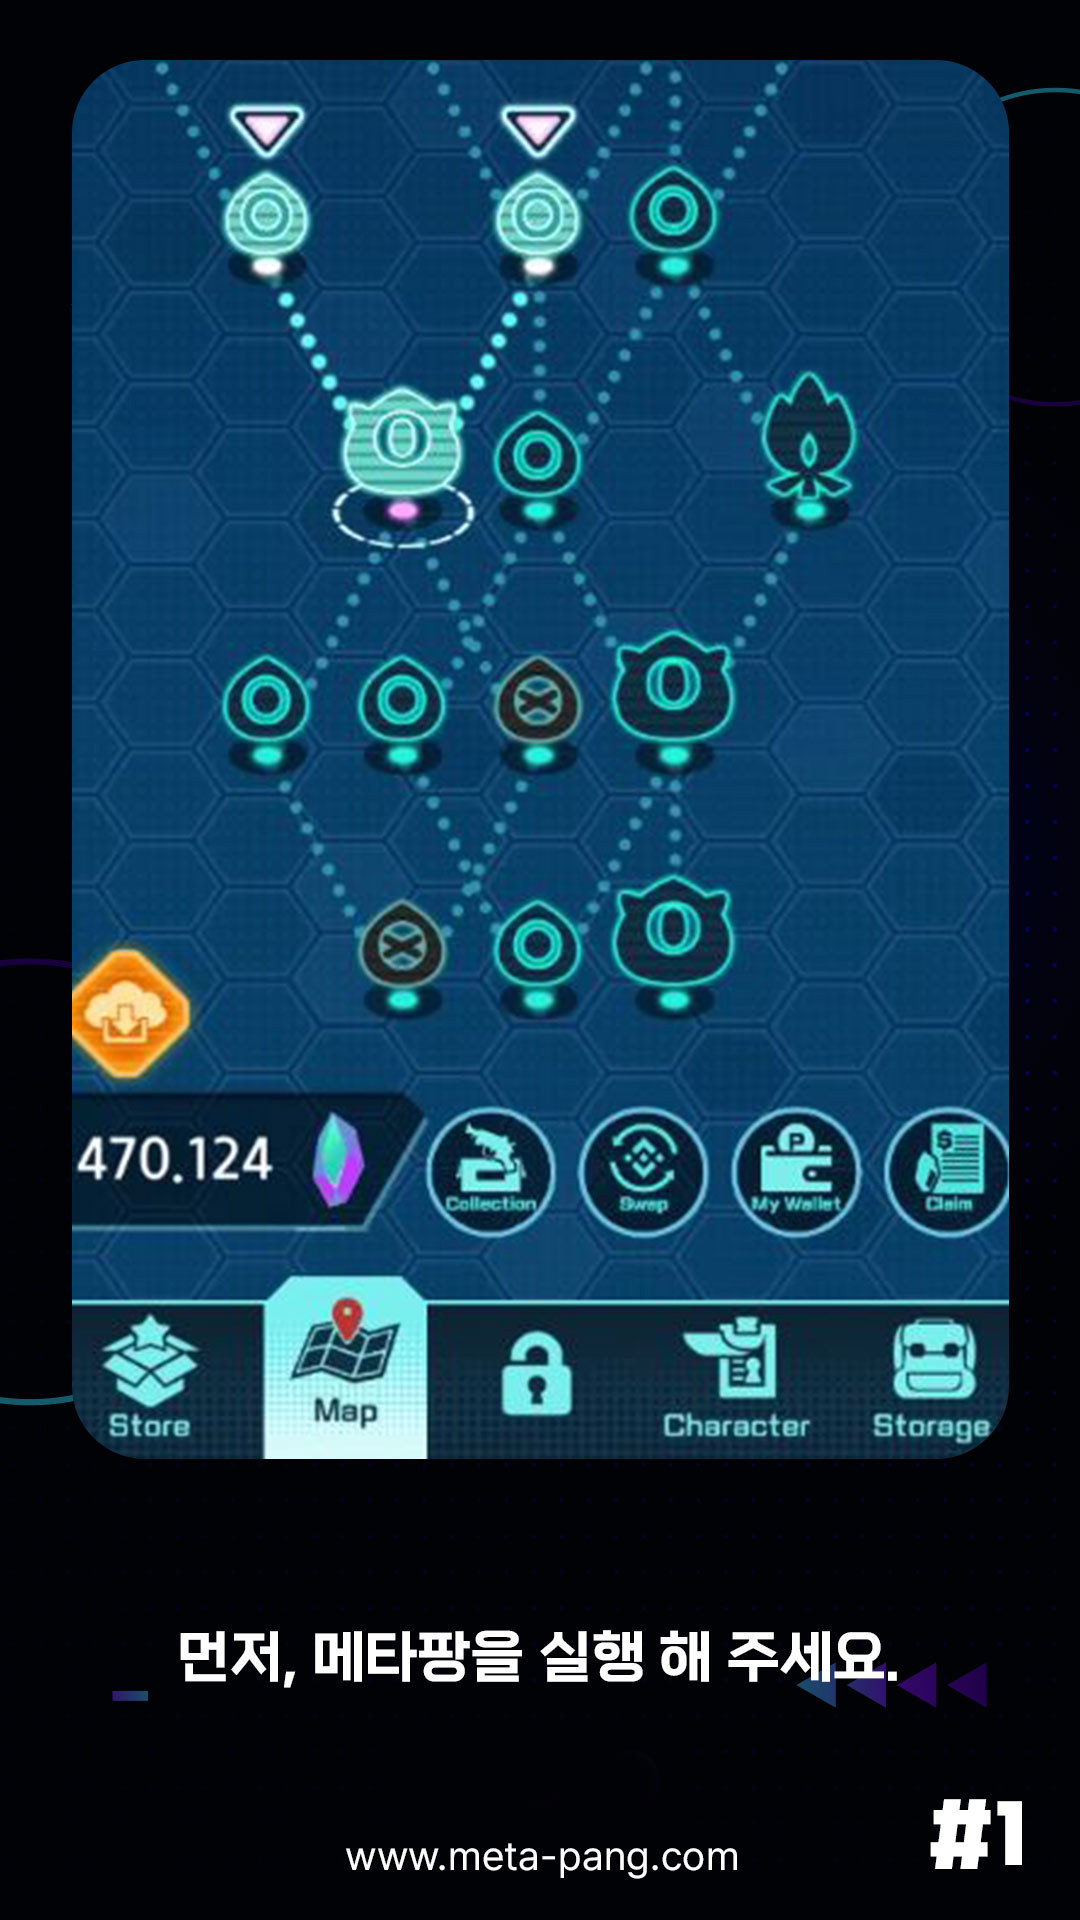 470.124
Collection
Swap
My Wallet
Claim
Store
Map
Character
Storage
먼저, 메타팡을 실행 해 주세요.
#1
www.meta-pang.com